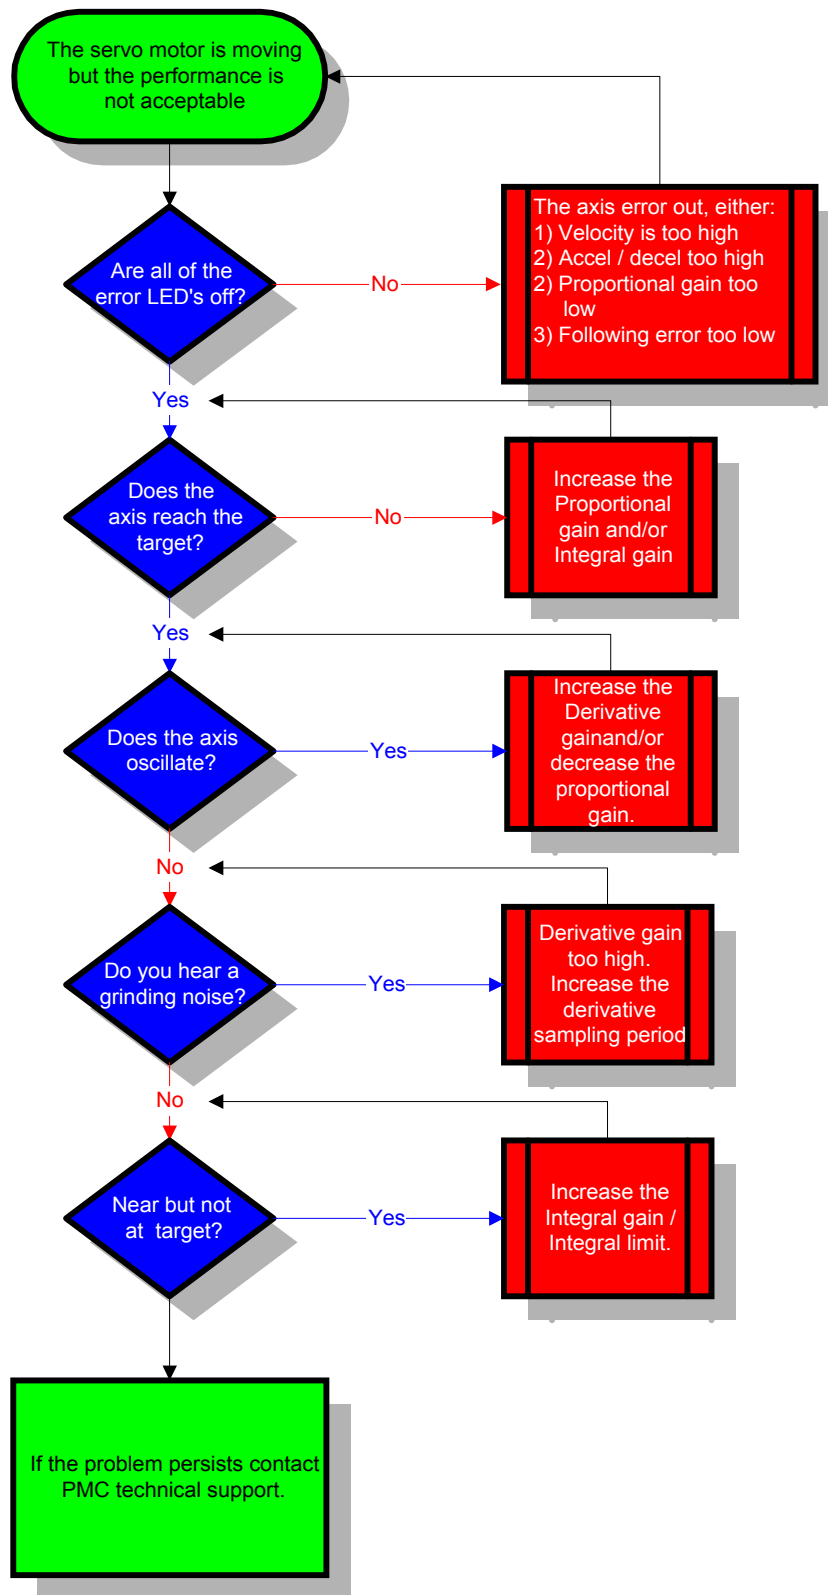 The servo motor is moving
but the performance is
not acceptable
Are all of the
error LED's off?
No
The axis error out, either:
1) Velocity is too high
2) Accel / decel too high
2) Proportional gain too
low
3) Following error too low
Yes
Does the
axis reach the
target?
No
Increase the
Proportional
gain and/or
Integral gain
Yes
Does the axis
oscillate?
Yes
Increase the
Derivative
gainand/or
decrease the
proportional
gain.
No
Do you hear a
grinding noise?
Yes
Derivative gain
too high.
Increase the
derivative
sampling period
No
Near but not
at target?
Yes
Increase the
Integral gain /
Integral limit.
If the problem persists contact
PMC technical support.